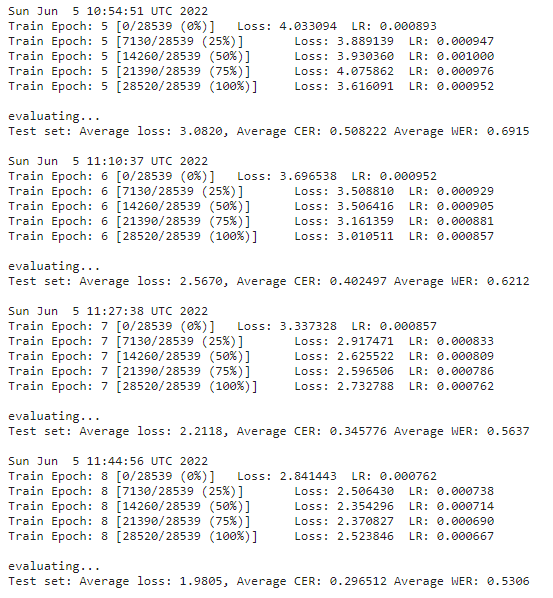 Sun Jun  5 10:54:51 UTC 2022
Train Epoch: 5 [0/28539 (0%)]   Loss: 4.033094  LR: 0.000893
Train Epoch: 5 [7130/28539 (25%)]       Loss: 3.889139  LR: 0.000947
Train Epoch: 5 [14260/28539 (50%)]      Loss: 3.930360  LR: 0.001000
Train Epoch: 5 [21390/28539 (75%)]      Loss: 4.075862  LR: 0.000976
Train Epoch: 5 [28520/28539 (100%)]     Loss: 3.616091  LR: 0.000952

evaluating...
Test set: Average loss: 3.0820, Average CER: 0.508222 Average WER: 0.6915

Sun Jun  5 11:10:37 UTC 2022
Train Epoch: 6 [0/28539 (0%)]   Loss: 3.696538  LR: 0.000952
Train Epoch: 6 [7130/28539 (25%)]       Loss: 3.508810  LR: 0.000929
Train Epoch: 6 [14260/28539 (50%)]      Loss: 3.506416  LR: 0.000905
Train Epoch: 6 [21390/28539 (75%)]      Loss: 3.161359  LR: 0.000881
Train Epoch: 6 [28520/28539 (100%)]     Loss: 3.010511  LR: 0.000857

evaluating...
Test set: Average loss: 2.5670, Average CER: 0.402497 Average WER: 0.6212

Sun Jun  5 11:27:38 UTC 2022
Train Epoch: 7 [0/28539 (0%)]   Loss: 3.337328  LR: 0.000857
Train Epoch: 7 [7130/28539 (25%)]       Loss: 2.917471  LR: 0.000833
Train Epoch: 7 [14260/28539 (50%)]      Loss: 2.625522  LR: 0.000809
Train Epoch: 7 [21390/28539 (75%)]      Loss: 2.596506  LR: 0.000786
Train Epoch: 7 [28520/28539 (100%)]     Loss: 2.732788  LR: 0.000762

evaluating...
Test set: Average loss: 2.2118, Average CER: 0.345776 Average WER: 0.5637

Sun Jun  5 11:44:56 UTC 2022
Train Epoch: 8 [0/28539 (0%)]   Loss: 2.841443  LR: 0.000762
Train Epoch: 8 [7130/28539 (25%)]       Loss: 2.506430  LR: 0.000738
Train Epoch: 8 [14260/28539 (50%)]      Loss: 2.354296  LR: 0.000714
Train Epoch: 8 [21390/28539 (75%)]      Loss: 2.370827  LR: 0.000690
Train Epoch: 8 [28520/28539 (100%)]     Loss: 2.523846  LR: 0.000667

evaluating...
Test set: Average loss: 1.9805, Average CER: 0.296512 Average WER: 0.5306